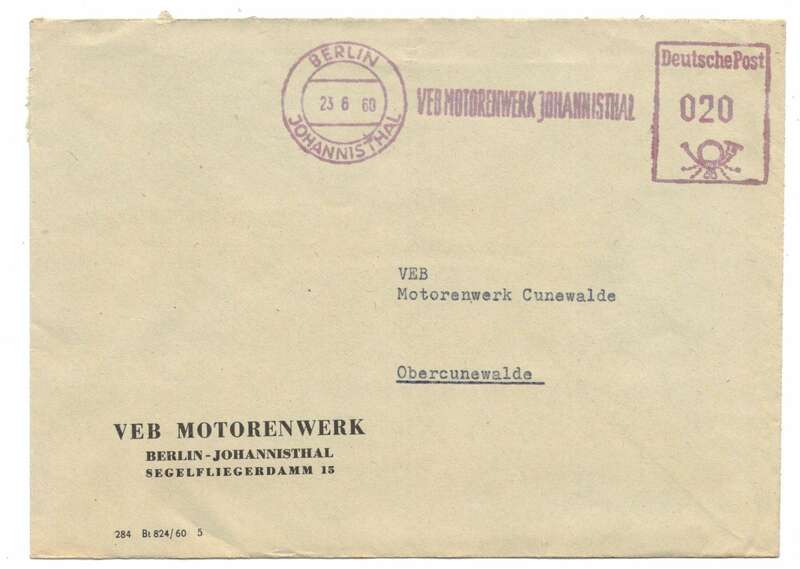 BERLIN
23 6 60
JOHANNISTHAL
VEB MOTORENWERK JOHANNISTHAL
Deutsche Post
020
VEB
Motorenwerk Cunewalde
Obercunewalde
VEB MOTORENWERK
BERLIN-JOHANNISTHAL
SEGELFLIEGERDAMM 15
284 Bt 824/60 5